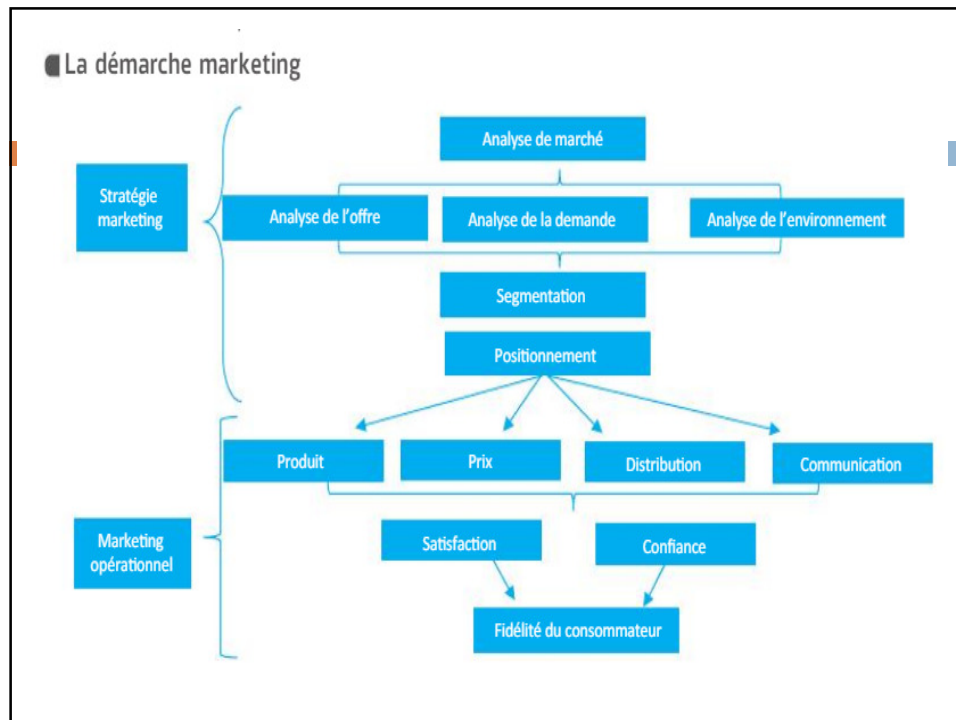 La démarche marketing
Analyse de marché
Stratégie
marketing
Analyse de l'offre
Analyse de la demande
Analyse de l'environnement
Segmentation
Positionnement
Produit
Prix
Distribution
Communication
Marketing
opérationnel
Satisfaction
Confiance
Fidélité du consommateur